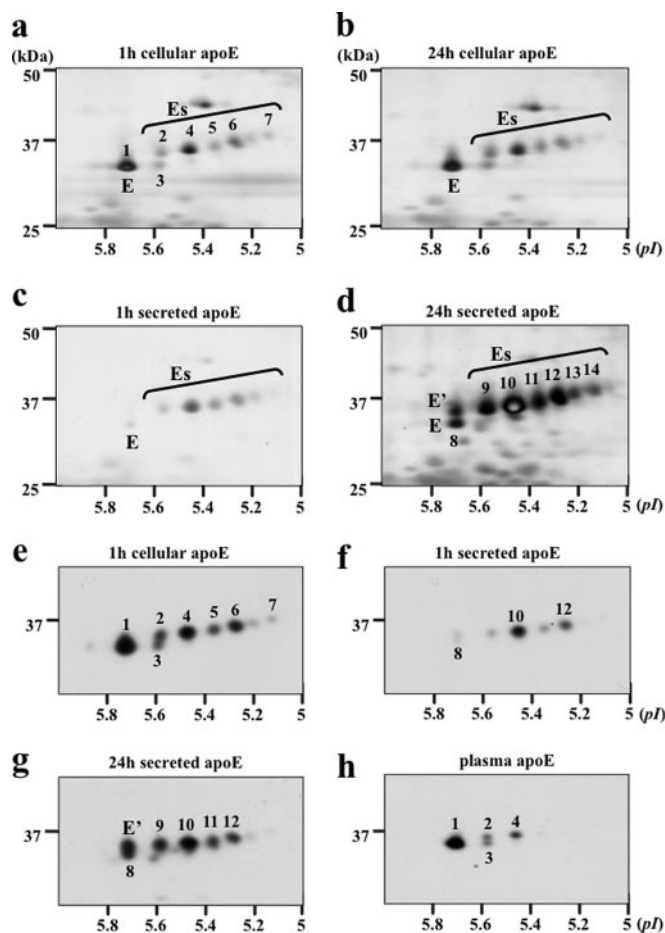 a b
(kDa) 1h cellular apoE (kDa) 24h cellular apoE
50 50
Es Es
37 2 4 5 6 7 37
1
E 3 E
25 25
5.8 5.6 5.4 5.2 5 (pI) 5.8 5.6 5.4 5.2 5 (pI)
c d
1h secreted apoE 24h secreted apoE
50 50
Es Es
37 37 E' 9 10 11 12 13 14
E E
8
25 25
5.8 5.6 5.4 5.2 5 5.8 5.6 5.4 5.2 5 (pI)
e f
1h cellular apoE 1h secreted apoE
37 1 2 4 5 6 7 37 10 12
3 8
5.8 5.6 5.4 5.2 5 5.8 5.6 5.4 5.2 5 (pI)
g h
24h secreted apoE plasma apoE
37 E' 9 10 11 12 37 1 2 4
8 3
5.8 5.6 5.4 5.2 5 5.8 5.6 5.4 5.2 5 (pI)